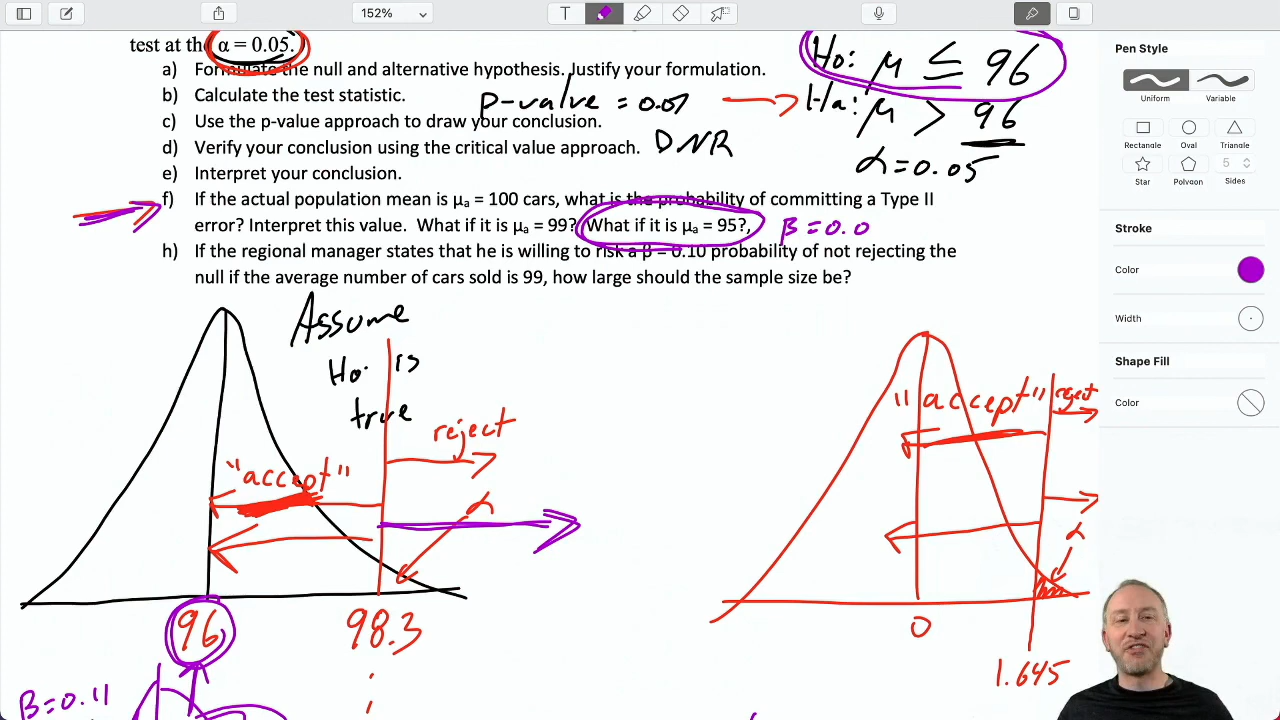 152%
T
test at the α = 0.05.
a) Formulate the null and alternative hypothesis. Justify your formulation.
b) Calculate the test statistic.
c) Use the p-value approach to draw your conclusion.
d) Verify your conclusion using the critical value approach.
e) Interpret your conclusion.
f) If the actual population mean is μa = 100 cars, what is the probability of committing a Type II
error? Interpret this value. What if it is μa = 99? What if it is μa = 95?,
h) If the regional manager states that he is willing to risk a β = 0.10 probability of not rejecting the
null if the average number of cars sold is 99, how large should the sample size be?
Ho: μ ≤ 96
Ha: μ > 96
α = 0.05
p-value = 0.07
DNR
β = 0.0
Assume
Ho is
true
reject
"accept"
α
96
98.3
β = 0.11
"accept"
reject
α
0
1.645
Pen Style
Uniform
Variable
Rectangle
Oval
Triangle
Star
Polygon
5
Sides
Stroke
Color
Width
Shape Fill
Color